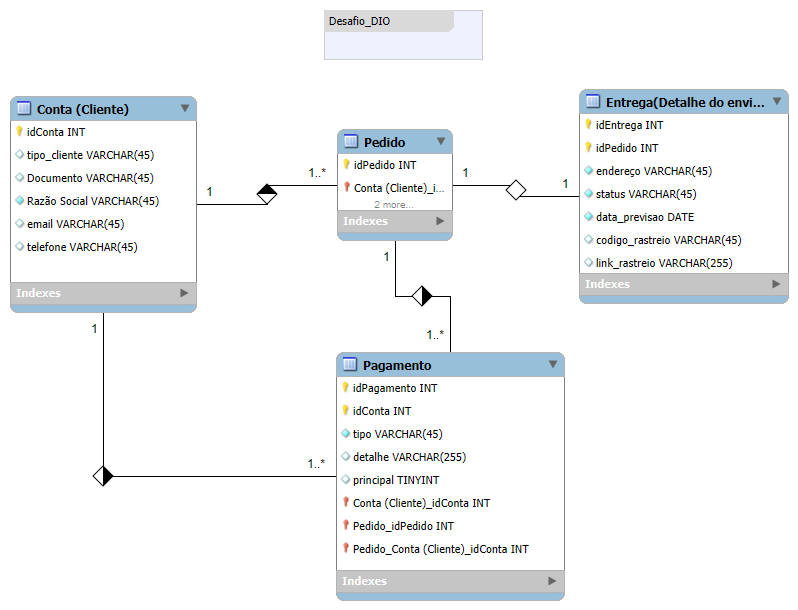 Desafio_DIO
Conta (Cliente)
idConta INT
tipo_cliente VARCHAR(45)
Documento VARCHAR(45)
Razão Social VARCHAR(45)
email VARCHAR(45)
telefone VARCHAR(45)
Indexes
1
1..*
Pedido
idPedido INT
Conta (Cliente)_i...
2 more...
Indexes
1
1
Entrega(Detalhe do envi...
idEntrega INT
idPedido INT
endereço VARCHAR(45)
status VARCHAR(45)
data_previsao DATE
codigo_rastreio VARCHAR(45)
link_rastreio VARCHAR(255)
Indexes
1
1..*
1
1..*
Pagamento
idPagamento INT
idConta INT
tipo VARCHAR(45)
detalhe VARCHAR(255)
principal TINYINT
Conta (Cliente)_idConta INT
Pedido_idPedido INT
Pedido_Conta (Cliente)_idConta INT
Indexes